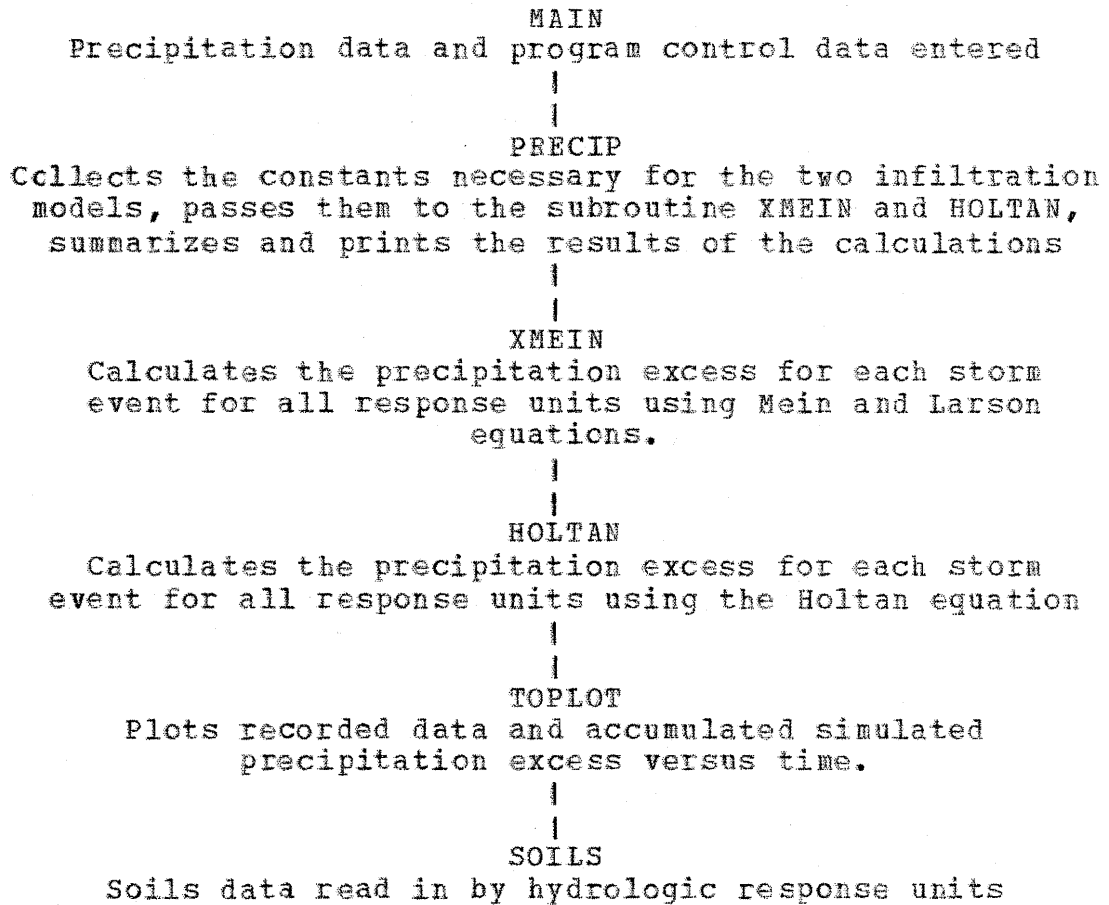 MAIN
Precipitation data and program control data entered
PRECIP
Collects the constants necessary for the two infiltration
models, passes them to the subroutine XMEIN and HOLTAN,
summarizes and prints the results of the calculations
XMEIN
Calculates the precipitation excess for each storm
event for all response units using Mein and Larson
equations.
HOLTAN
Calculates the precipitation excess for each storm
event for all response units using the Holtan equation
TOPLOT
Plots recorded data and accumulated simulated
precipitation excess versus time.
SOILS
Soils data read in by hydrologic response units